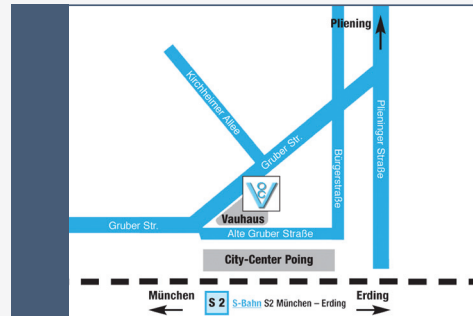 Pliening
Kirchheimer Allee
Gruber Str.
Bürgerstraße
Plieninger Straße
Vauhaus
Gruber Str.
Alte Gruber Straße
City-Center Poing
München
S 2 S-Bahn S2 München – Erding
Erding